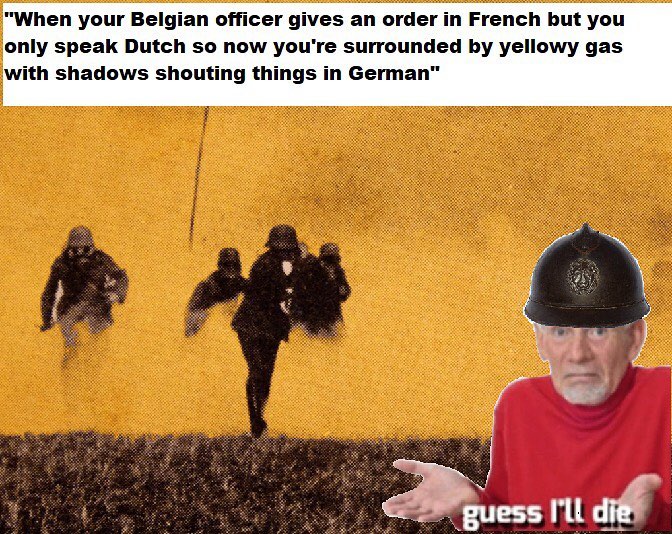 "When your Belgian officer gives an order in French but you
only speak Dutch so now you're surrounded by yellowy gas
with shadows shouting things in German"
guess I'll die